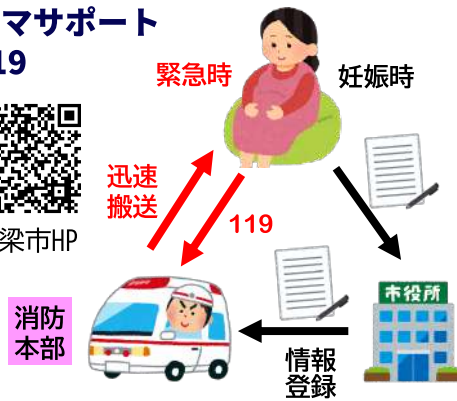 マサポート
19
緊急時
妊娠時
迅速
搬送
119
梁市HP
市役所
消防
本部
情報
登録